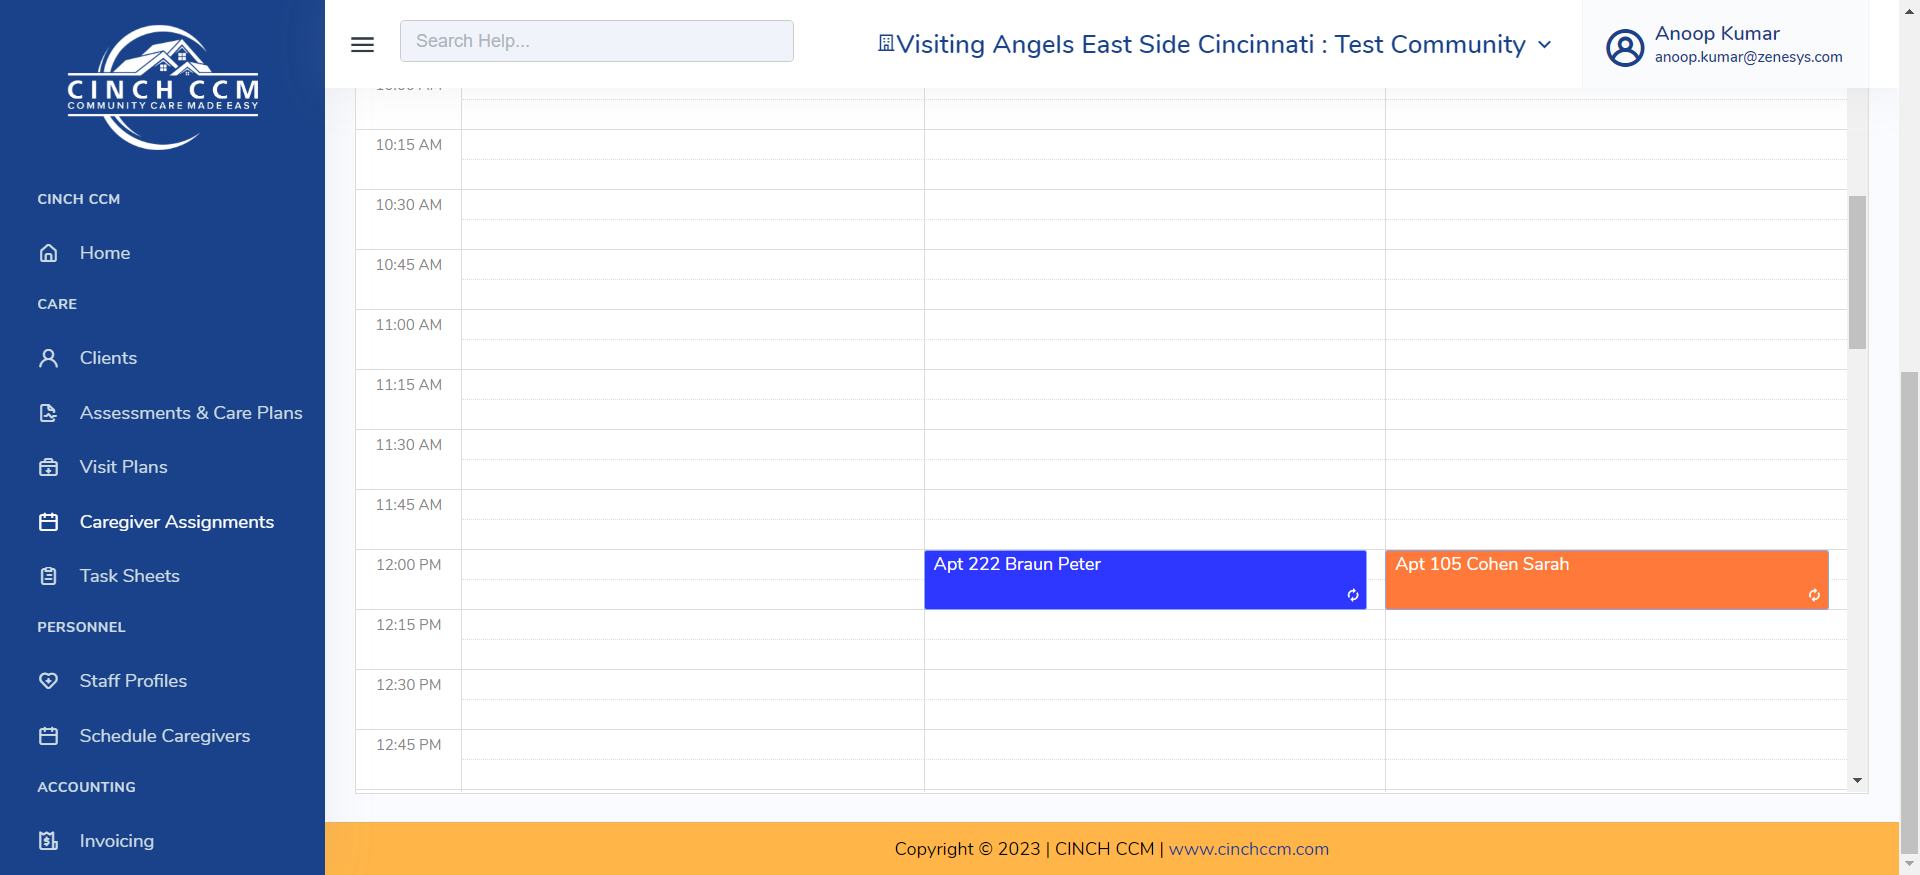 CINCH CCM
COMMUNITY CARE MADE EASY
CINCH CCM
Home
CARE
Clients
Assessments & Care Plans
Visit Plans
Caregiver Assignments
Task Sheets
PERSONNEL
Staff Profiles
Schedule Caregivers
ACCOUNTING
Invoicing
Search Help...
Visiting Angels East Side Cincinnati : Test Community
Anoop Kumar
anoop.kumar@zenesys.com
10:15 AM
10:30 AM
10:45 AM
11:00 AM
11:15 AM
11:30 AM
11:45 AM
12:00 PM
Apt 222 Braun Peter
Apt 105 Cohen Sarah
12:15 PM
12:30 PM
12:45 PM
Copyright © 2023 | CINCH CCM | www.cinchccm.com